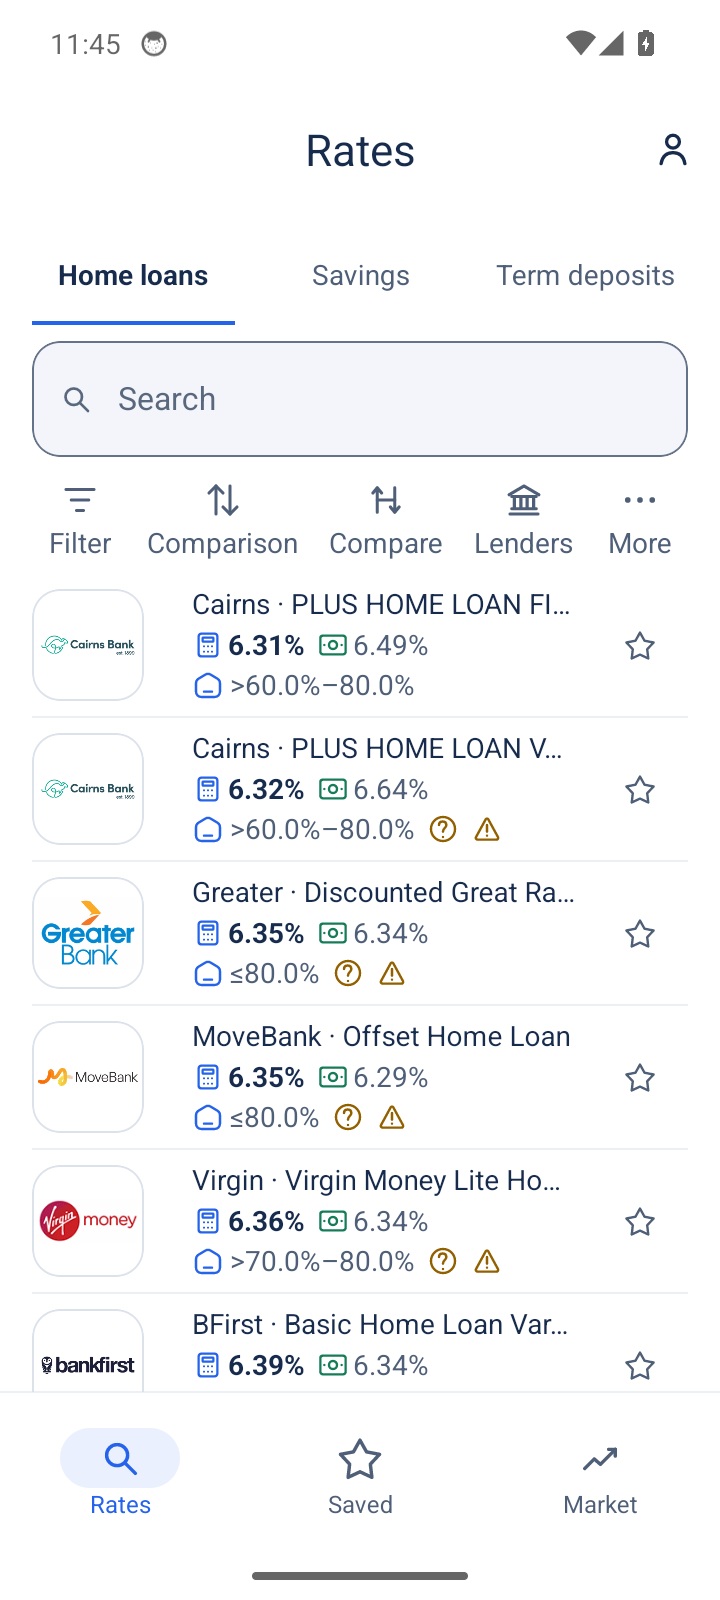 11:45
Rates
Home loans
Savings
Term deposits
Search
Filter
Comparison
Compare
Lenders
More
Cairns Bank
est. 1899
Cairns · PLUS HOME LOAN FI...
6.31% 6.49%
>60.0%–80.0%
Cairns Bank
est. 1899
Cairns · PLUS HOME LOAN V...
6.32% 6.64%
>60.0%–80.0%
Greater
Bank
Greater · Discounted Great Ra...
6.35% 6.34%
≤80.0%
MoveBank
MoveBank · Offset Home Loan
6.35% 6.29%
≤80.0%
Virgin money
Virgin · Virgin Money Lite Ho...
6.36% 6.34%
>70.0%–80.0%
bankfirst
BFirst · Basic Home Loan Var...
6.39% 6.34%
Rates
Saved
Market